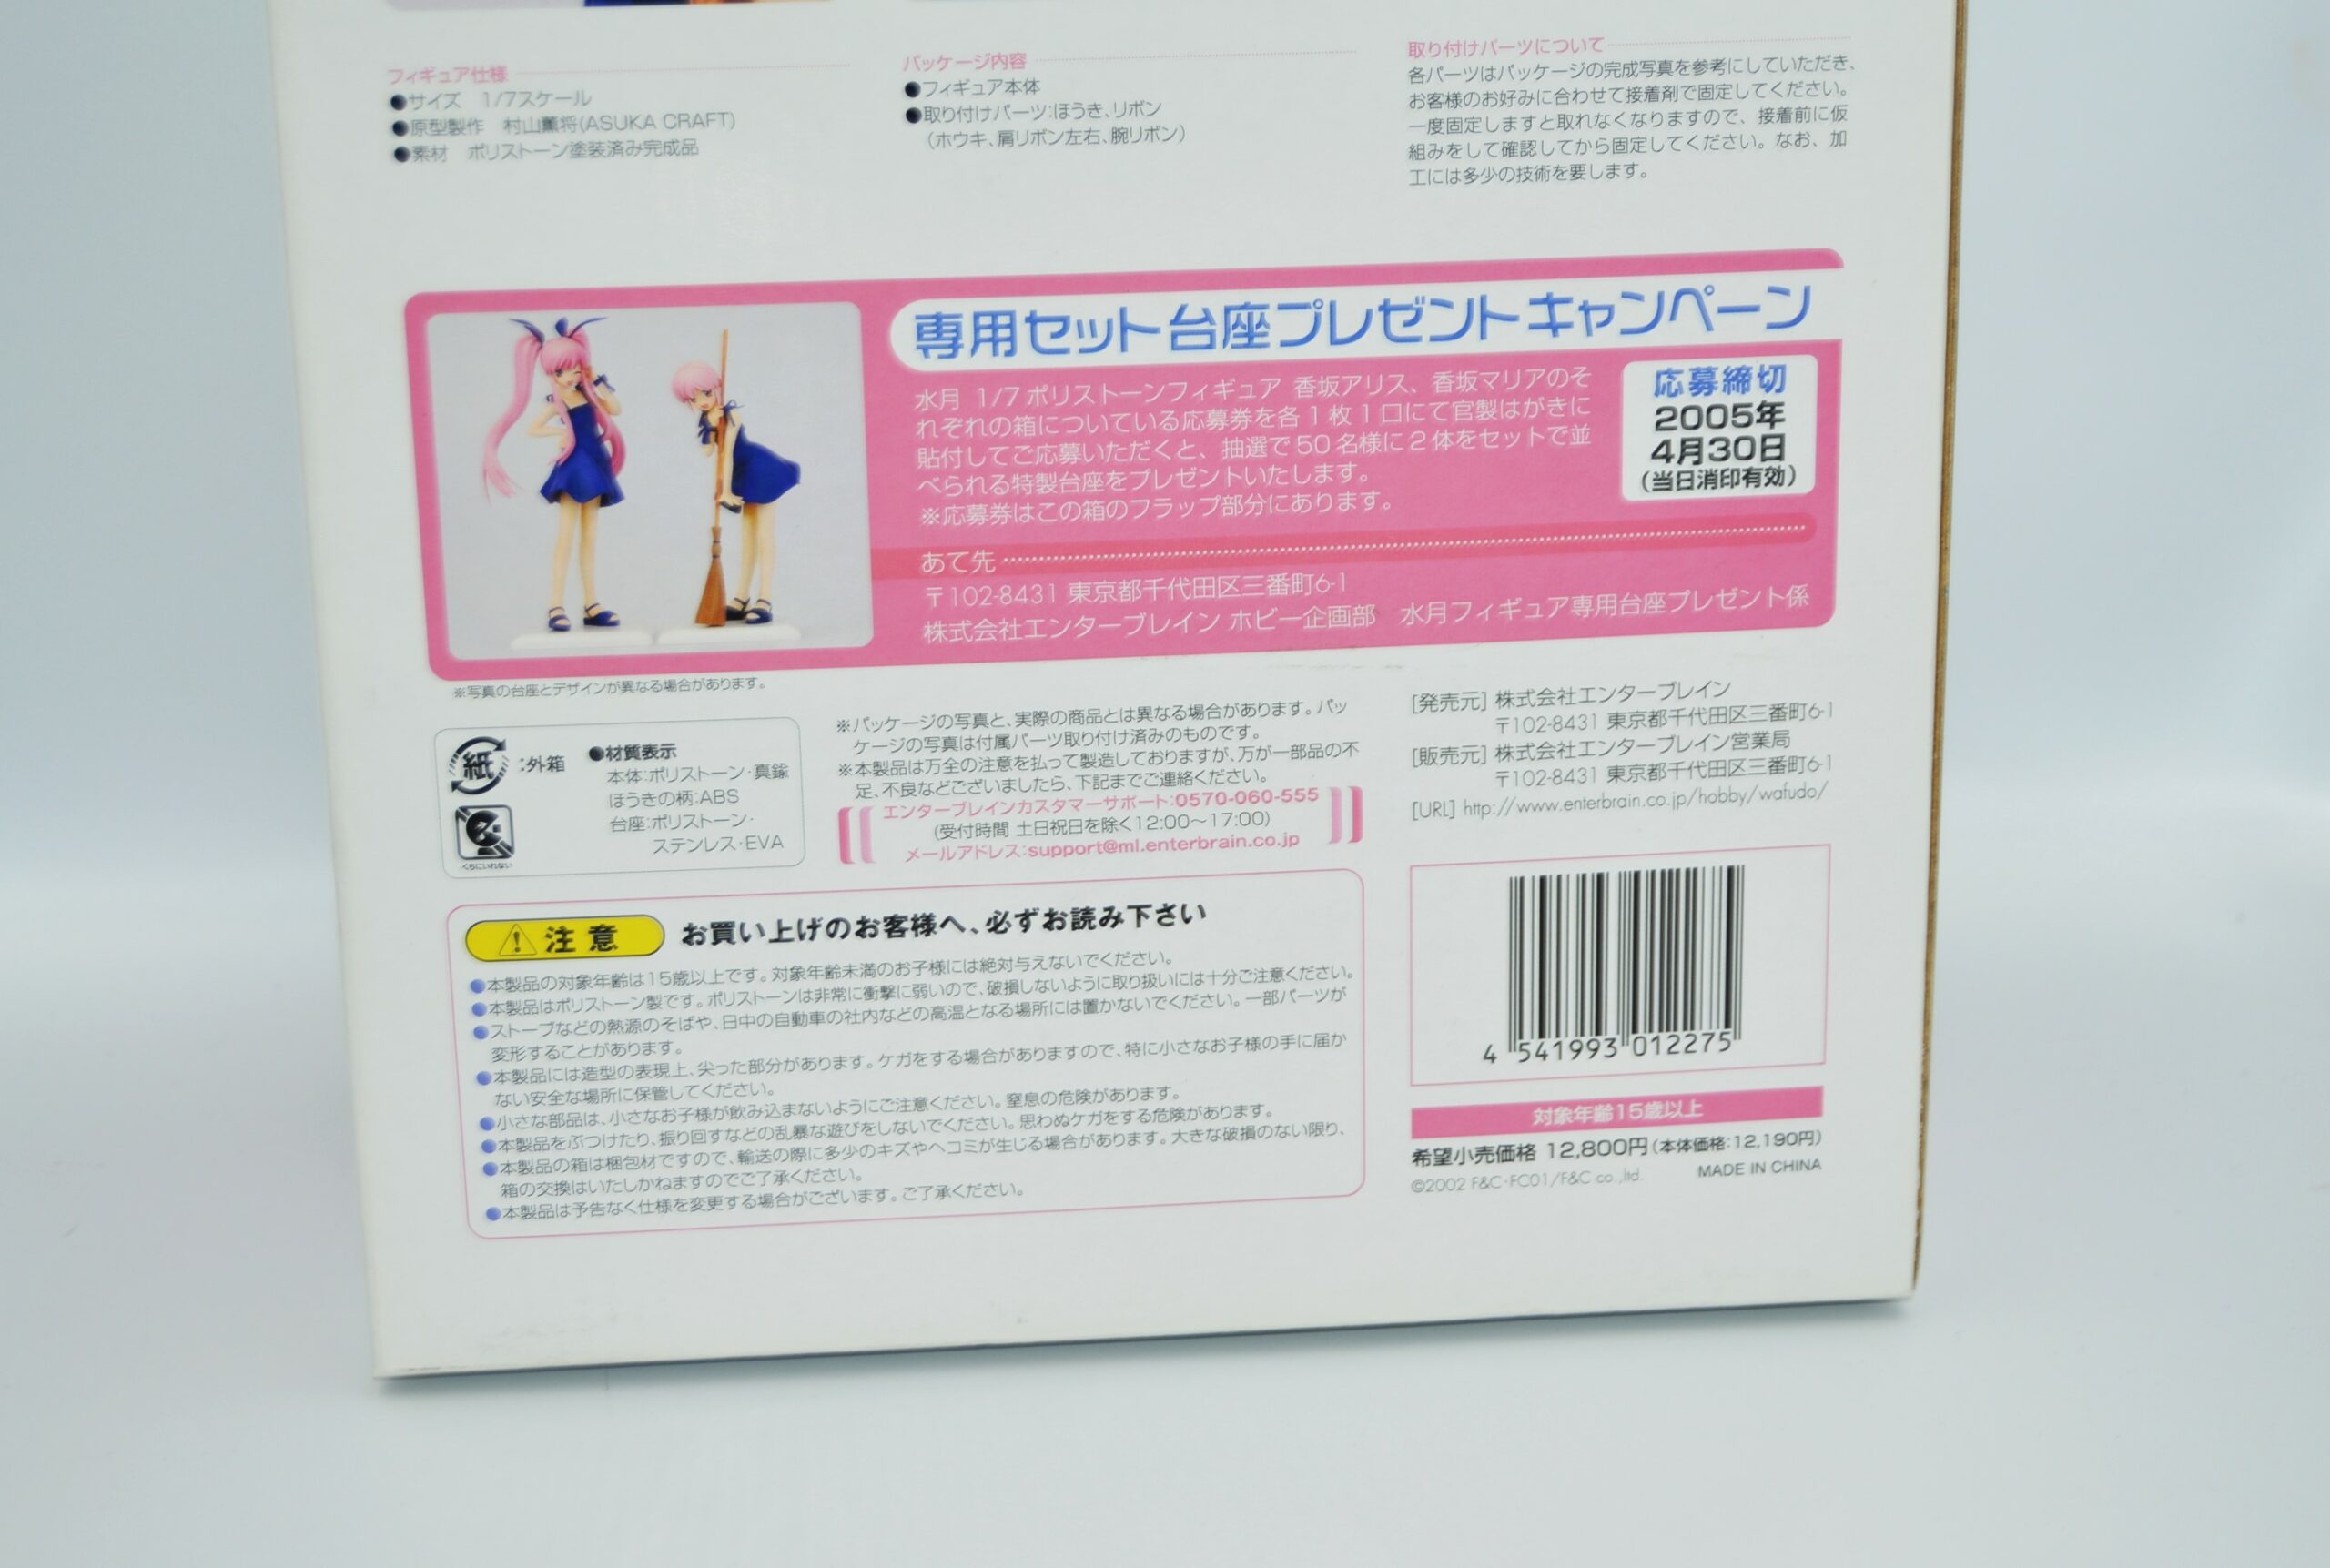 フィギュア仕様
●サイズ　1/7スケール
●原型製作　村山薫将(ASUKA CRAFT)
●素材　ポリストーン塗装済み完成品
パッケージ内容
●フィギュア本体
●取り付けパーツ:ほうき、リボン
(ホウキ、肩リボン左右、腕リボン)
取り付けパーツについて
各パーツはパッケージの完成写真を参考にしていただき、
お客様のお好みに合わせて接着剤で固定してください。
一度固定しますと取れなくなりますので、接着前に仮
組みをして確認してから固定してください。なお、加
工には多少の技術を要します。
専用セット台座プレゼントキャンペーン
水月 1/7 ポリストーンフィギュア 香坂アリス、香坂マリアのそ
れぞれの箱についている応募券を各1枚1口にて官製はがきに
貼付してご応募いただくと、抽選で50名様に2体をセットで並
べられる特製台座をプレゼントいたします。
※応募券はこの箱のフラップ部分にあります。
応募締切
2005年
4月30日
(当日消印有効)
あて先
〒102-8431 東京都千代田区三番町6-1
株式会社エンターブレイン ホビー企画部　水月フィギュア専用台座プレゼント係
※写真の台座とデザインが異なる場合があります。
紙 :外箱
くちにいれない
●材質表示
本体:ポリストーン・真鍮
ほうきの柄:ABS
台座:ポリストーン・
ステンレス・EVA
※パッケージの写真と、実際の商品とは異なる場合があります。パッ
ケージの写真は付属パーツ取り付け済みのものです。
※本製品は万全の注意を払って製造しておりますが、万が一部品の不
足、不良などございましたら、下記までご連絡ください。
エンターブレインカスタマーサポート:0570-060-555
(受付時間 土日祝日を除く12:00～17:00)
メールアドレス:support@ml.enterbrain.co.jp
[発売元] 株式会社エンターブレイン
〒102-8431 東京都千代田区三番町6-1
[販売元] 株式会社エンターブレイン営業局
〒102-8431 東京都千代田区三番町6-1
[URL] http://www.enterbrain.co.jp/hobby/wafudo/
注意 お買い上げのお客様へ、必ずお読み下さい
●本製品の対象年齢は15歳以上です。対象年齢未満のお子様には絶対与えないでください。
●本製品はポリストーン製です。ポリストーンは非常に衝撃に弱いので、破損しないように取り扱いには十分ご注意ください。
●ストーブなどの熱源のそばや、日中の自動車の社内などの高温となる場所には置かないでください。一部パーツが
変形することがあります。
●本製品には造型の表現上、尖った部分があります。ケガをする場合がありますので、特に小さなお子様の手に届か
ない安全な場所に保管してください。
●小さな部品は、小さなお子様が飲み込まないようにご注意ください。窒息の危険があります。
●本製品をぶつけたり、振り回すなどの乱暴な遊びをしないでください。思わぬケガをする危険があります。
●本製品の箱は梱包材ですので、輸送の際に多少のキズやヘコミが生じる場合があります。大きな破損のない限り、
箱の交換はいたしかねますのでご了承ください。
●本製品は予告なく仕様を変更する場合がございます。ご了承ください。
4 541993 012275
対象年齢15歳以上
希望小売価格 12,800円(本体価格:12,190円)
©2002 F&C・FC01/F&C co.,ltd. MADE IN CHINA